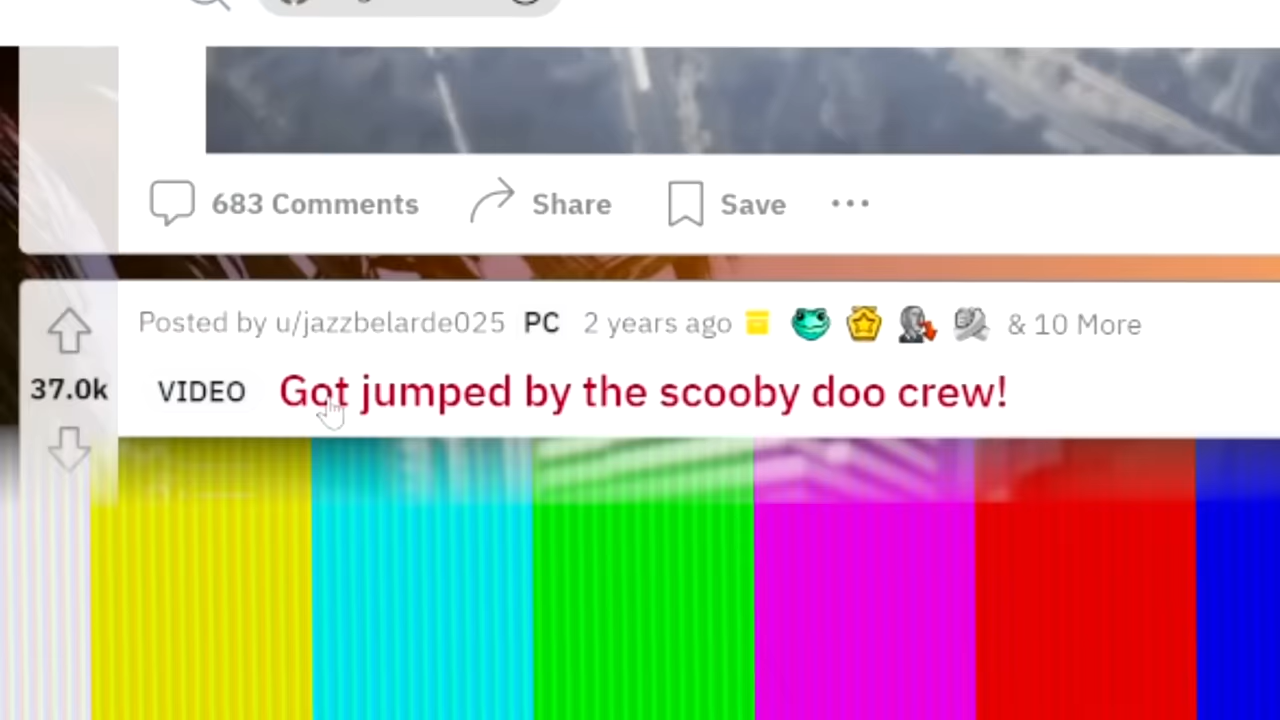 683 Comments Share Save
Posted by u/jazzbelarde025 PC 2 years ago & 10 More
37.0k VIDEO Got jumped by the scooby doo crew!